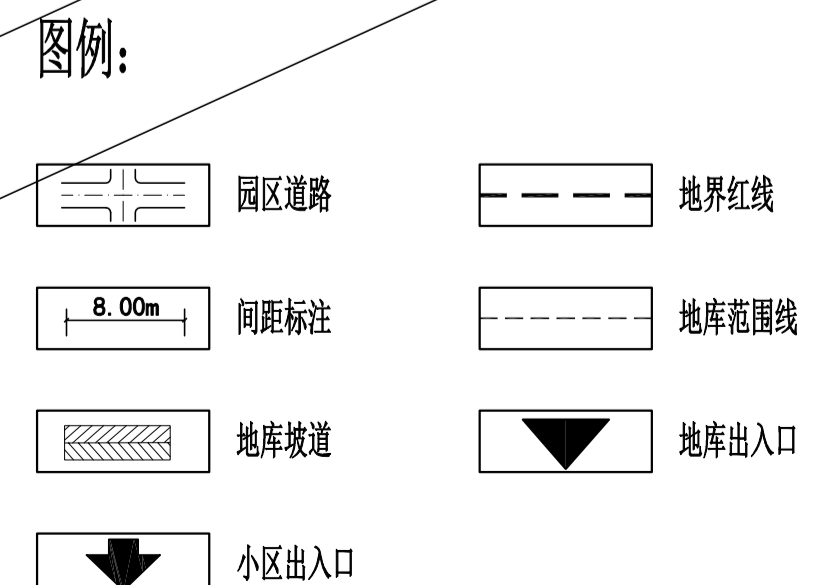 图例:
园区道路
地界红线
8.00m
间距标注
地库范围线
地库坡道
地库出入口
小区出入口